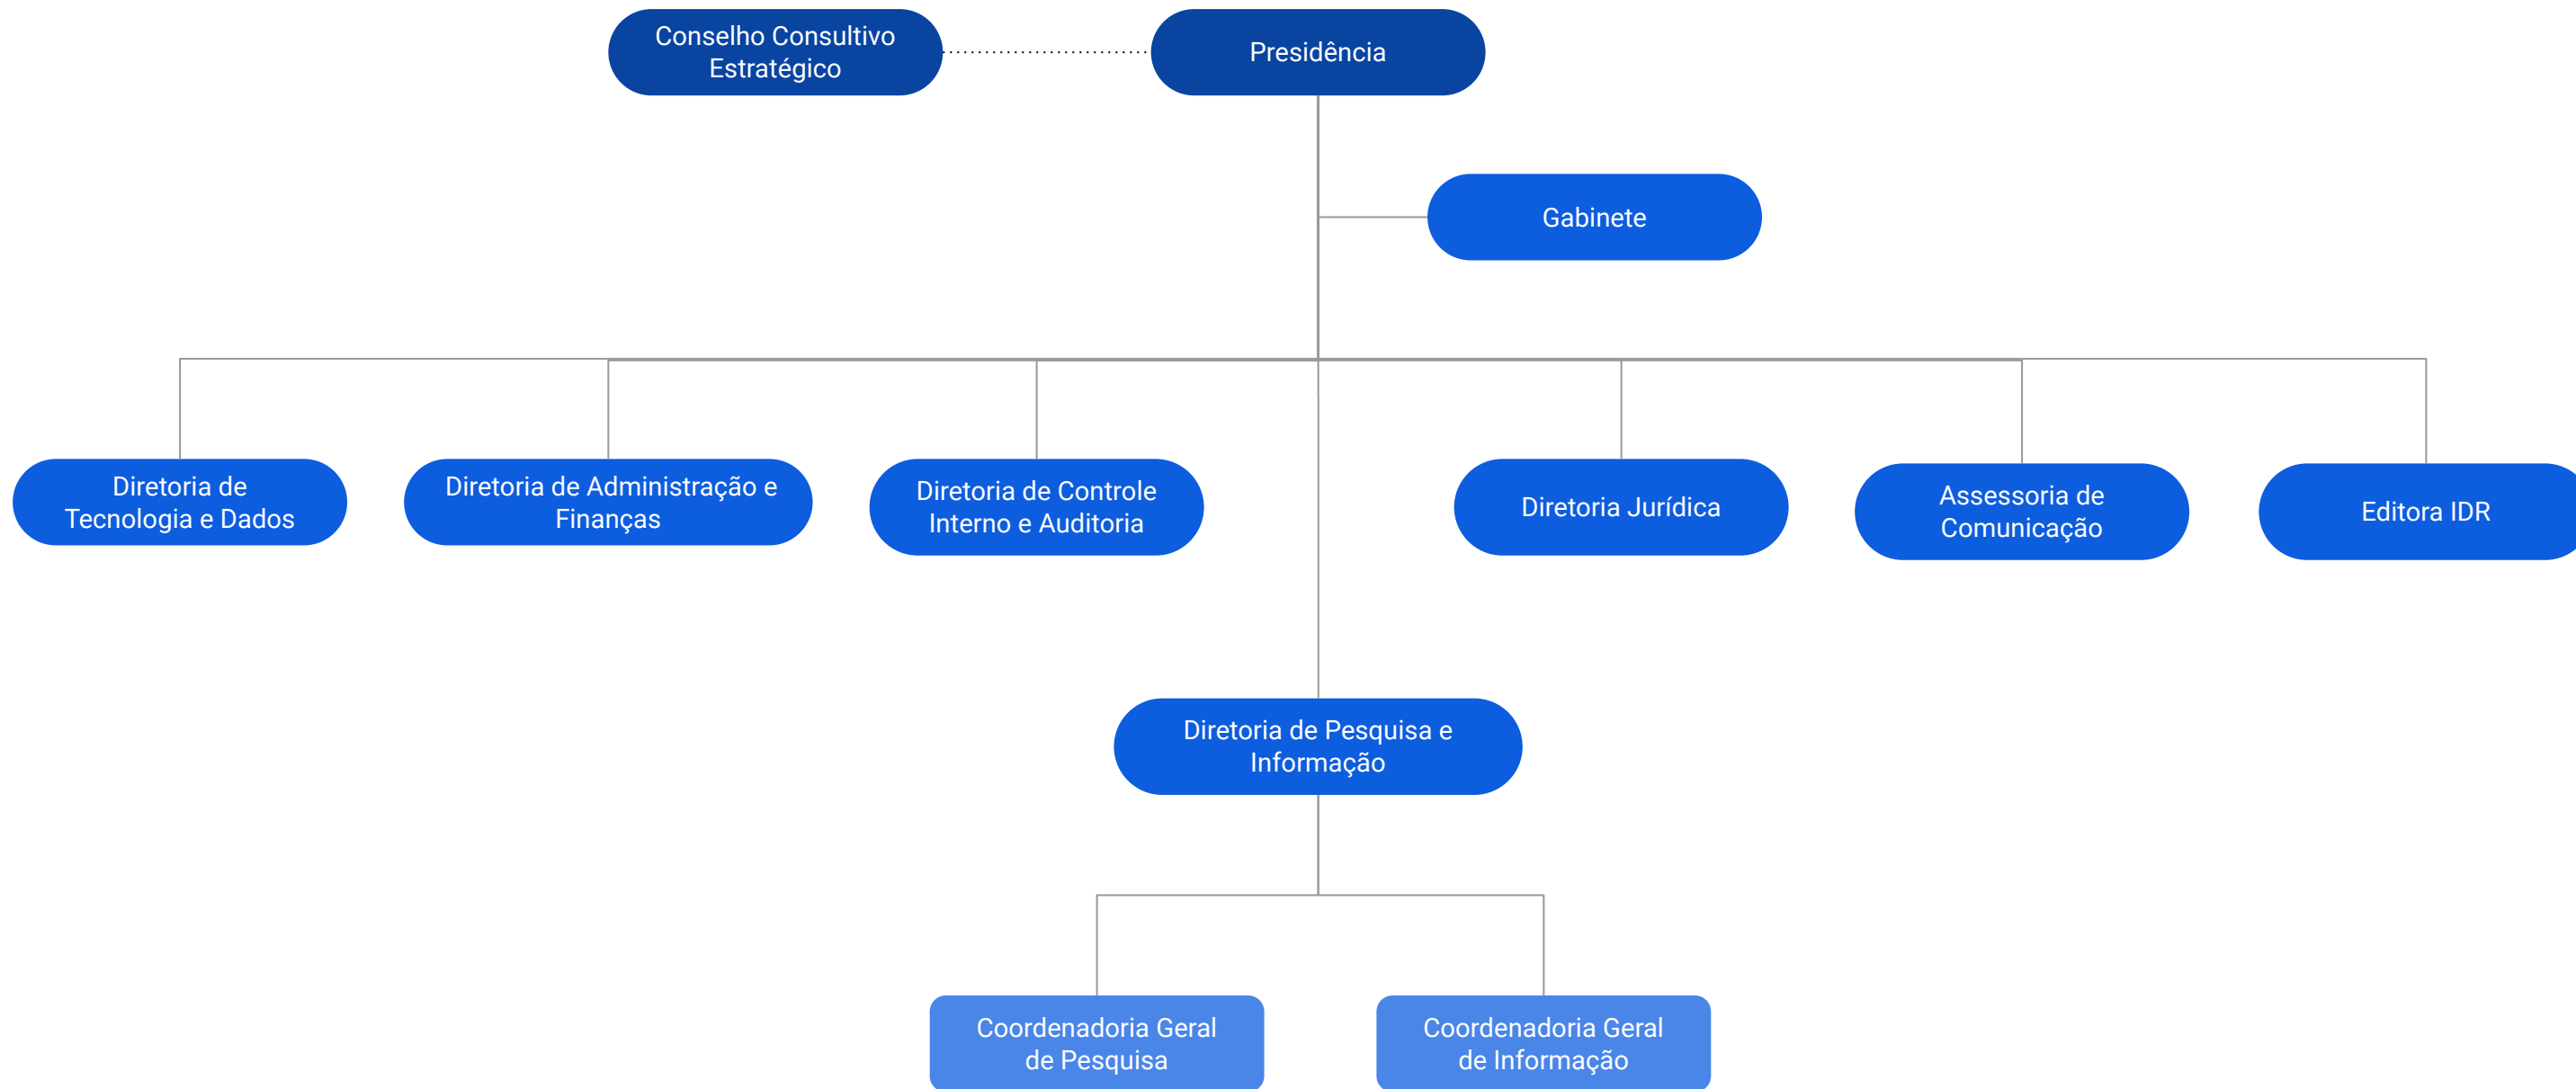 Conselho Consultivo
Estratégico
Presidência
Gabinete
Diretoria de
Tecnologia e Dados
Diretoria de Administração e
Finanças
Diretoria de Controle
Interno e Auditoria
Diretoria Jurídica
Assessoria de
Comunicação
Editora IDR
Diretoria de Pesquisa e
Informação
Coordenadoria Geral
de Pesquisa
Coordenadoria Geral
de Informação